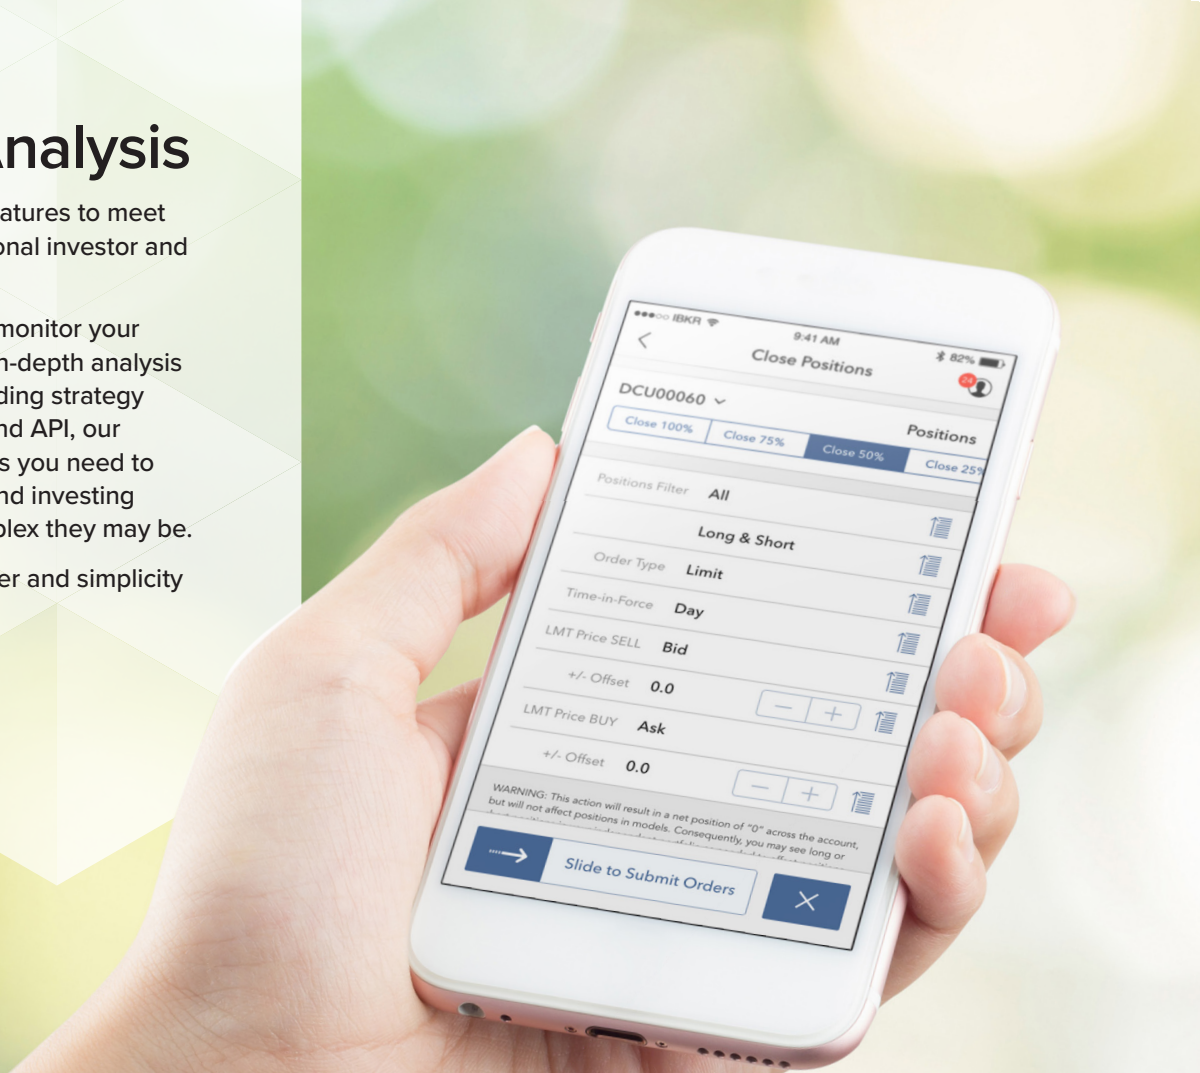 Analysis
atures to meet
onal investor and
monitor your
n-depth analysis
ding strategy
nd API, our
s you need to
nd investing
plex they may be.
er and simplicity
IBKR 9:41 AM 82%
Close Positions
24
DCU00060
Positions
Close 100% Close 75% Close 50% Close 25%
Positions Filter All
Long & Short
Order Type Limit
Time-in-Force Day
LMT Price SELL Bid
+/- Offset 0.0 − +
LMT Price BUY Ask
+/- Offset 0.0 − +
WARNING: This action will result in a net position of "0" across the account,
but will not affect positions in models. Consequently, you may see long or
Slide to Submit Orders